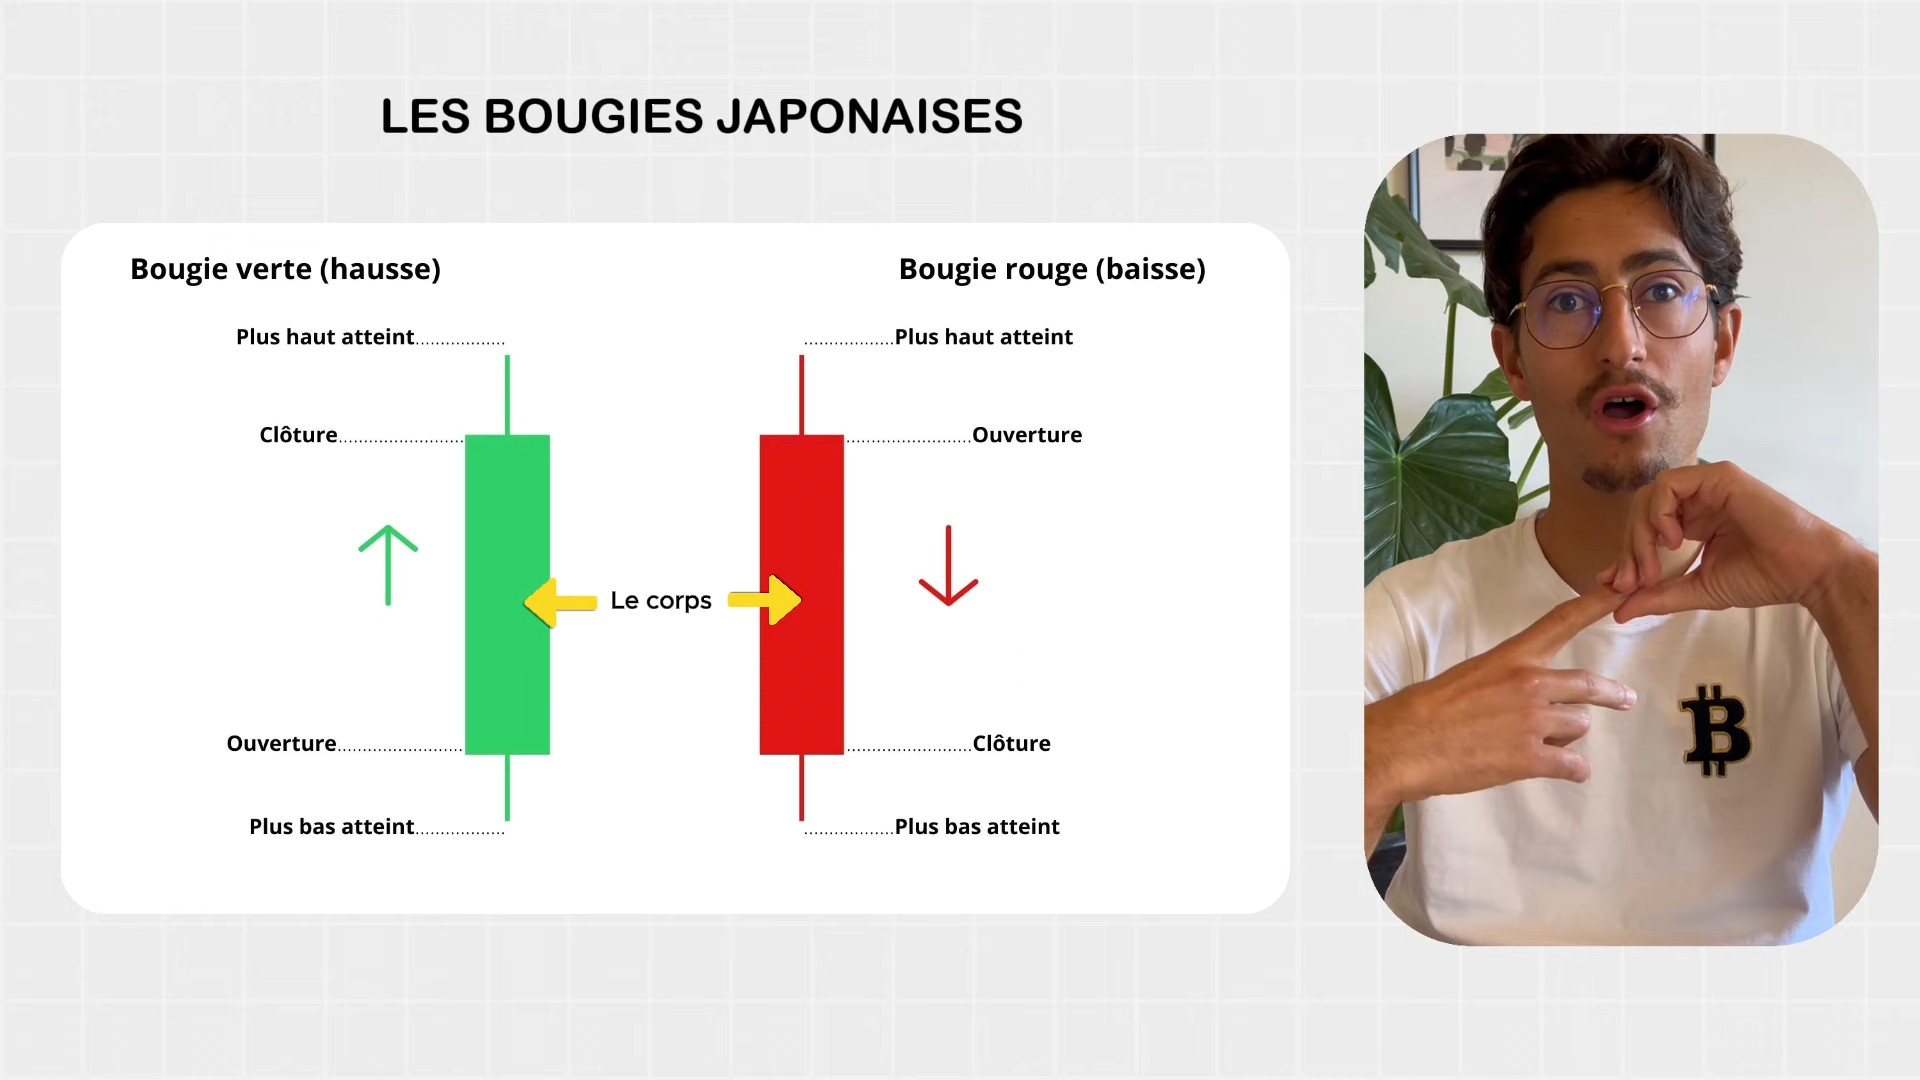 LES BOUGIES JAPONAISES
Bougie verte (hausse)
Bougie rouge (baisse)
Plus haut atteint..................
..................Plus haut atteint
Clôture.........................
.........................Ouverture
Le corps
Ouverture.........................
.........................Clôture
Plus bas atteint..................
..................Plus bas atteint